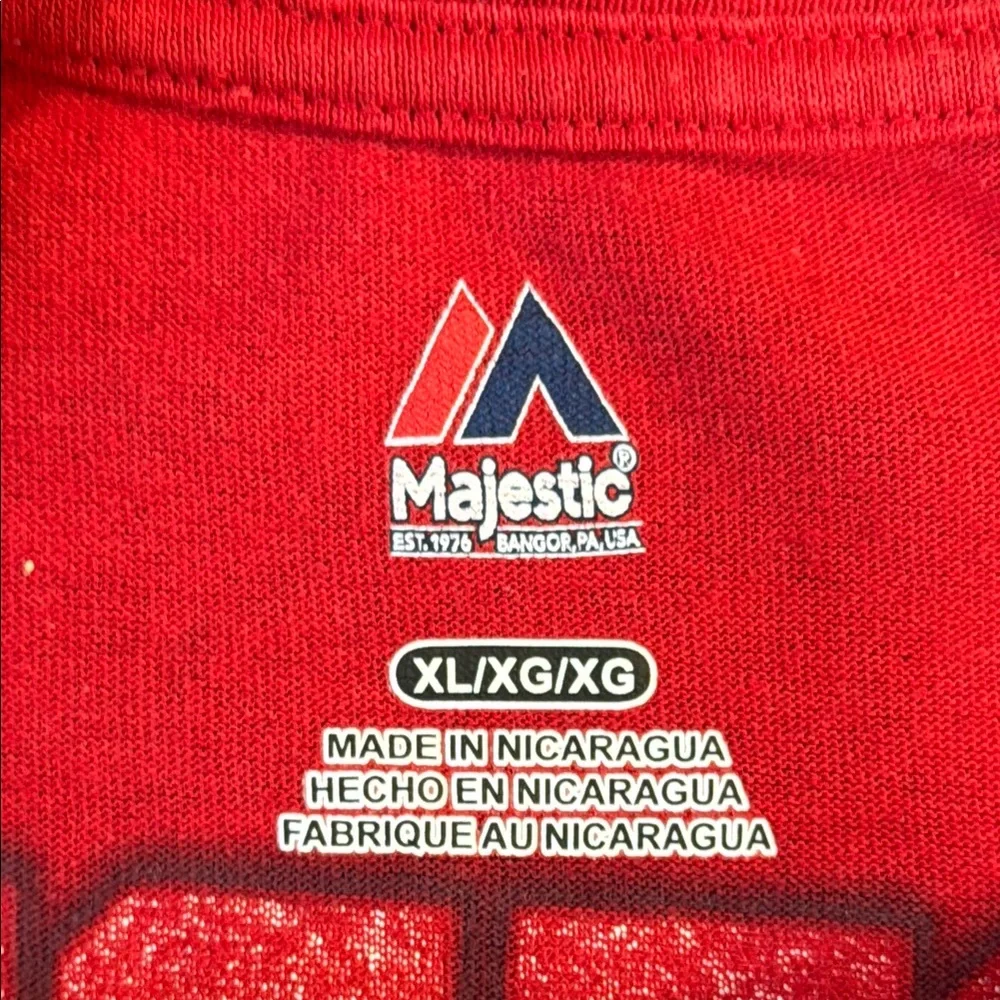 Majestic®
EST. 1976 BANGOR, PA, USA
XL/XG/XG
MADE IN NICARAGUA
HECHO EN NICARAGUA
FABRIQUE AU NICARAGUA